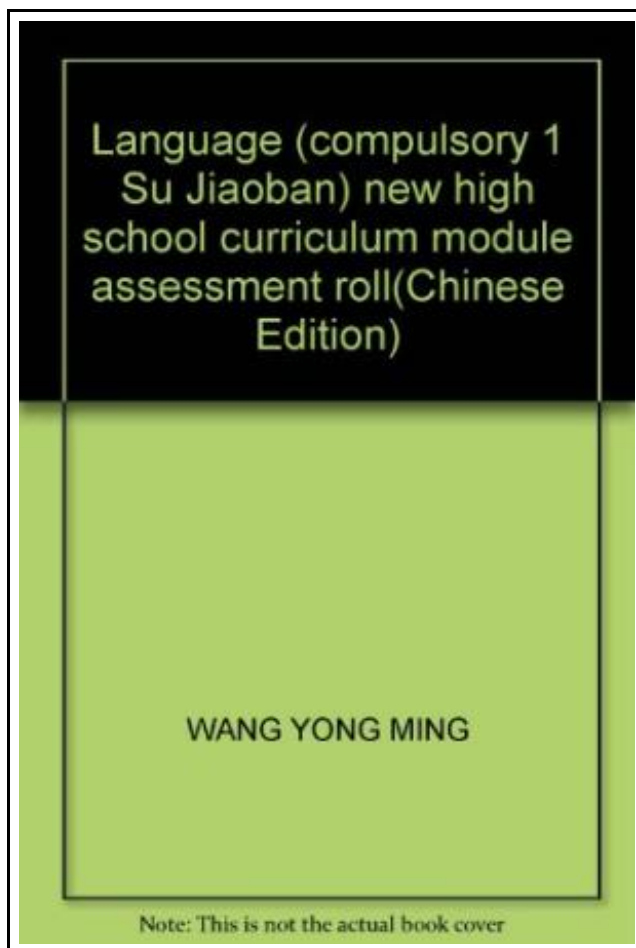 Language (compulsory 1
Su Jiaoban) new high
school curriculum module
assessment roll(Chinese
Edition)
WANG YONG MING
Note: This is not the actual book cover